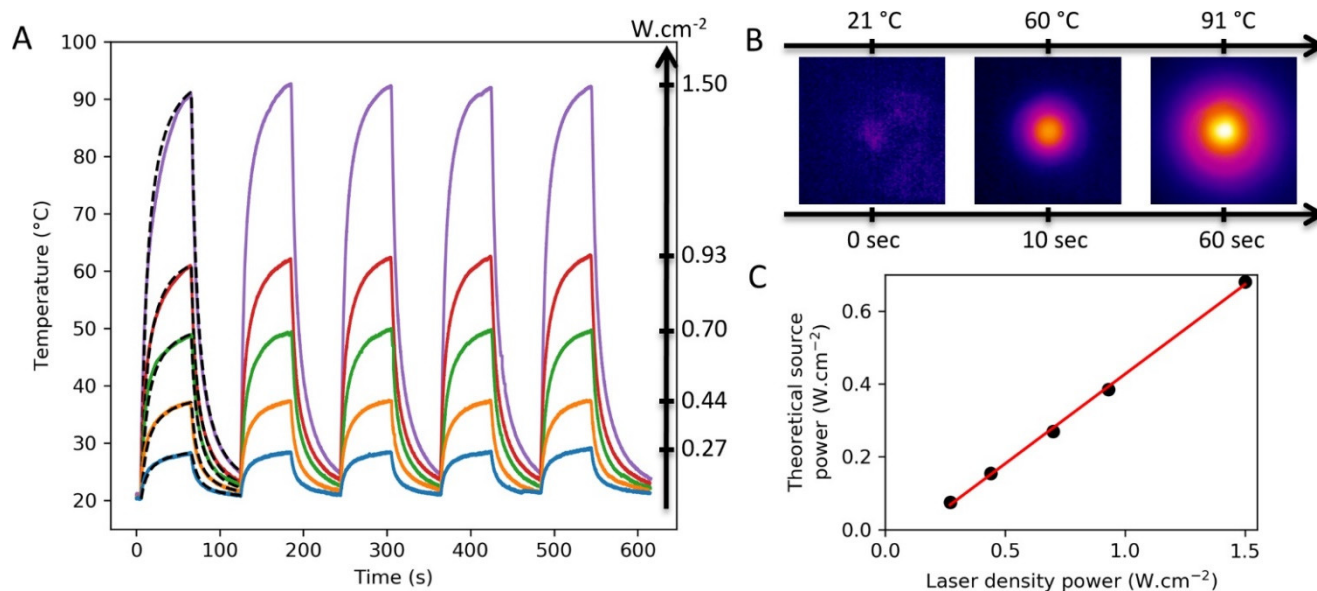 A
W.cm-2
100
90
80
70
60
50
40
30
20
Temperature (°C)
0
100
200
300
400
500
600
Time (s)
1.50
0.93
0.70
0.44
0.27
B
21 °C
60 °C
91 °C
0 sec
10 sec
60 sec
C
0.6
0.4
0.2
0.0
Theoretical source
power (W.cm−2)
0.0
0.5
1.0
1.5
Laser density power (W.cm−2)